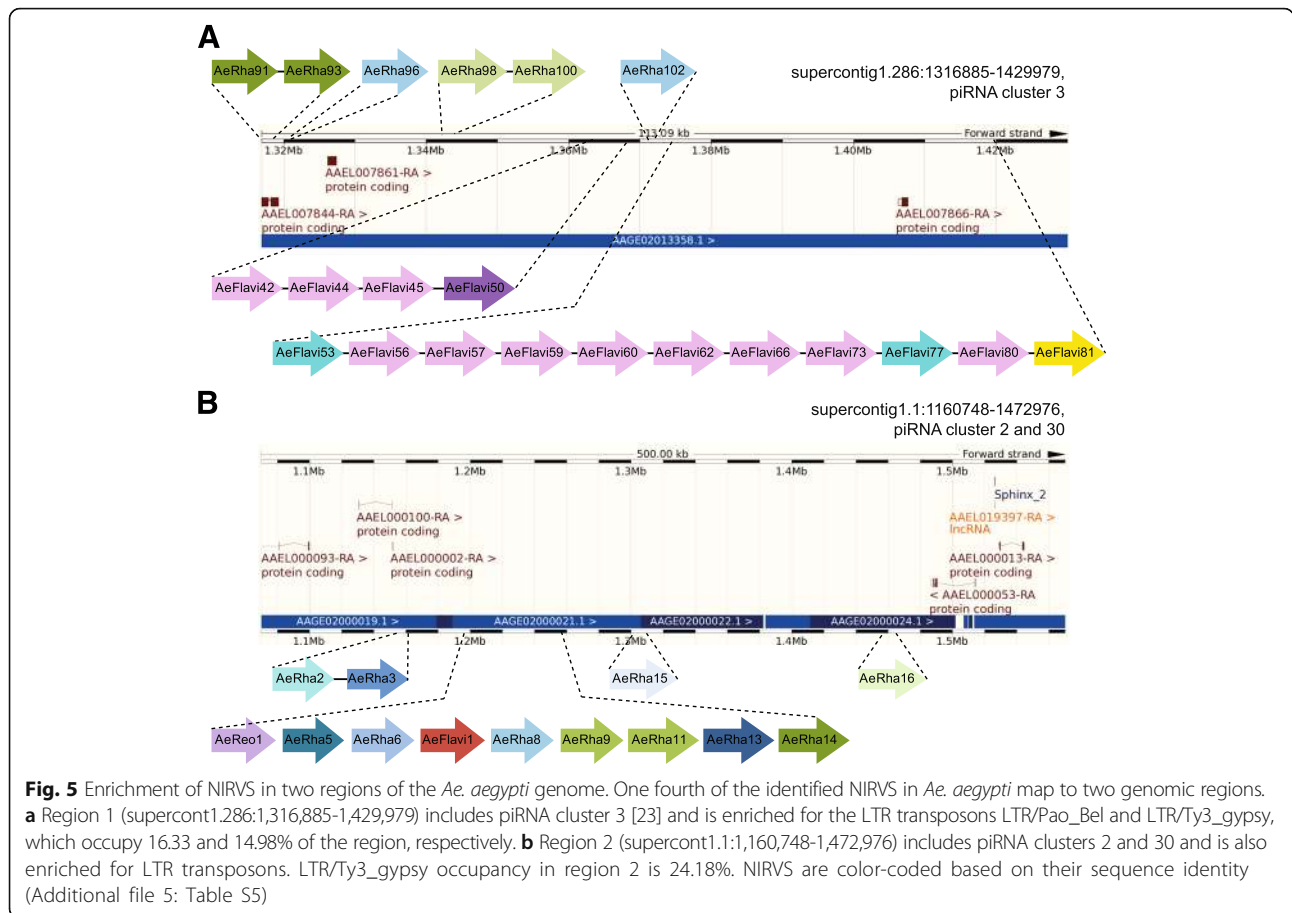 A
AeRha91 AeRha93 AeRha96 AeRha98 AeRha100 AeRha102
supercontig1.286:1316885-1429979,
piRNA cluster 3
113.09 kb Forward strand
1.32Mb 1.34Mb 1.36Mb 1.38Mb 1.40Mb 1.42Mb
AAEL007861-RA >
protein coding
AAEL007844-RA >
protein coding
AAEL007866-RA >
protein coding
AAGE02013358.1 >
AeFlavi42 AeFlavi44 AeFlavi45 AeFlavi50
AeFlavi53 AeFlavi56 AeFlavi57 AeFlavi59 AeFlavi60 AeFlavi62 AeFlavi66 AeFlavi73 AeFlavi77 AeFlavi80 AeFlavi81
B
supercontig1.1:1160748-1472976,
piRNA cluster 2 and 30
500.00 kb Forward strand
1.1Mb 1.2Mb 1.3Mb 1.4Mb 1.5Mb
Sphinx_2
AAEL000100-RA >
protein coding
AAEL019397-RA >
lncRNA
AAEL000093-RA >
protein coding
AAEL000002-RA >
protein coding
AAEL000013-RA >
protein coding
< AAEL000053-RA
protein coding
AAGE02000019.1 > AAGE02000021.1 > AAGE02000022.1 > AAGE02000024.1 >
1.1Mb 1.2Mb 1.3Mb 1.4Mb 1.5Mb
AeRha2 AeRha3 AeRha15 AeRha16
AeReo1 AeRha5 AeRha6 AeFlavi1 AeRha8 AeRha9 AeRha11 AeRha13 AeRha14
Fig. 5 Enrichment of NIRVS in two regions of the Ae. aegypti genome. One fourth of the identified NIRVS in Ae. aegypti map to two genomic regions.
a Region 1 (supercont1.286:1,316,885-1,429,979) includes piRNA cluster 3 [23] and is enriched for the LTR transposons LTR/Pao_Bel and LTR/Ty3_gypsy,
which occupy 16.33 and 14.98% of the region, respectively. b Region 2 (supercont1.1:1,160,748-1,472,976) includes piRNA clusters 2 and 30 and is also
enriched for LTR transposons. LTR/Ty3_gypsy occupancy in region 2 is 24.18%. NIRVS are color-coded based on their sequence identity
(Additional file 5: Table S5)